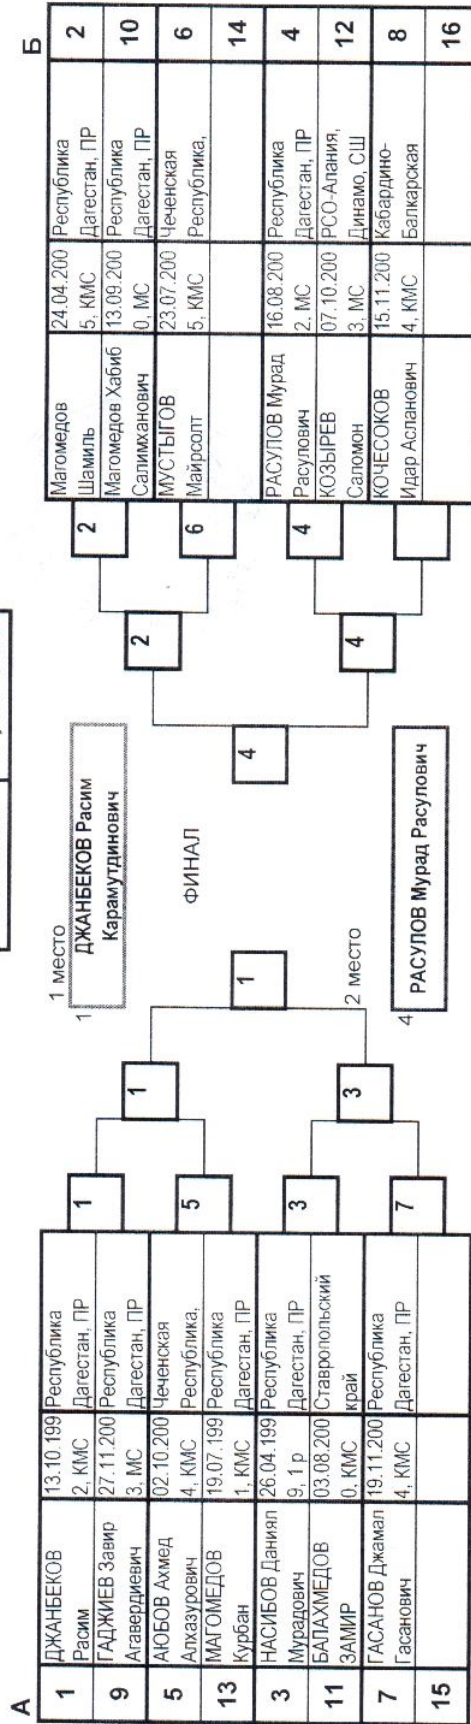 А
1
ДЖАНБЕКОВ
Расим
13.10.199
2, КМС
Республика
Дагестан, ПР
9
ГАДЖИЕВ Завир
Агавердиевич
27.11.200
3, МС
Республика
Дагестан, ПР
5
АЮБОВ Ахмед
Алхазурович
02.10.200
4, КМС
Чеченская
Республика,
13
МАГОМЕДОВ
Курбан
19.07.199
1, КМС
Республика
Дагестан, ПР
3
НАСИБОВ Даниял
Мурадович
26.04.199
9, 1 р
Республика
Дагестан, ПР
11
БАЛАХМЕДОВ
ЗАМИР
03.08.200
0, КМС
Ставропольский
край
7
ГАСАНОВ Джамал
Гасанович
19.11.200
4, КМС
Республика
Дагестан, ПР
15
1
5
3
7
1
3
1
1 место
1
ДЖАНБЕКОВ Расим
Карамутдинович
ФИНАЛ
2 место
4
РАСУЛОВ Мурад Расулович
4
2
4
2
6
4
Б
Магомедов
Шамиль
24.04.200
5, КМС
Республика
Дагестан, ПР
2
Магомедов Хабиб
Салимханович
13.09.200
0, МС
Республика
Дагестан, ПР
10
МУСТЫГОВ
Майрсолт
23.07.200
5, КМС
Чеченская
Республика,
6
14
РАСУЛОВ Мурад
Расулович
16.08.200
2, МС
Республика
Дагестан, ПР
4
КОЗЫРЕВ
Саломон
07.10.200
3, МС
РСО-Алания,
Динамо, СШ
12
КОЧЕСОКОВ
Идар Асланович
15.11.200
4, КМС
Кабардино-
Балкарская
8
16